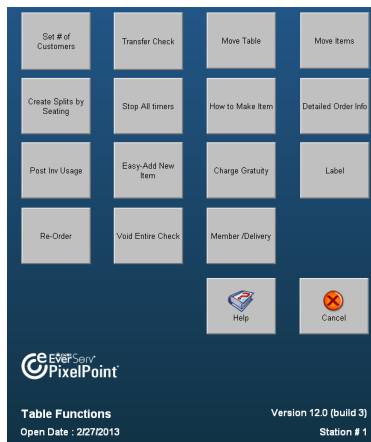 Set # of
Customers
Transfer Check
Move Table
Move Items
Create Splits by
Seating
Stop All timers
How to Make Item
Detailed Order Info
Post Inv Usage
Easy-Add New
Item
Charge Gratuity
Label
Re-Order
Void Entire Check
Member /Delivery
Help
Cancel
EverServ
PixelPoint
Table Functions
Version 12.0 (build 3)
Open Date : 2/27/2013
Station # 1